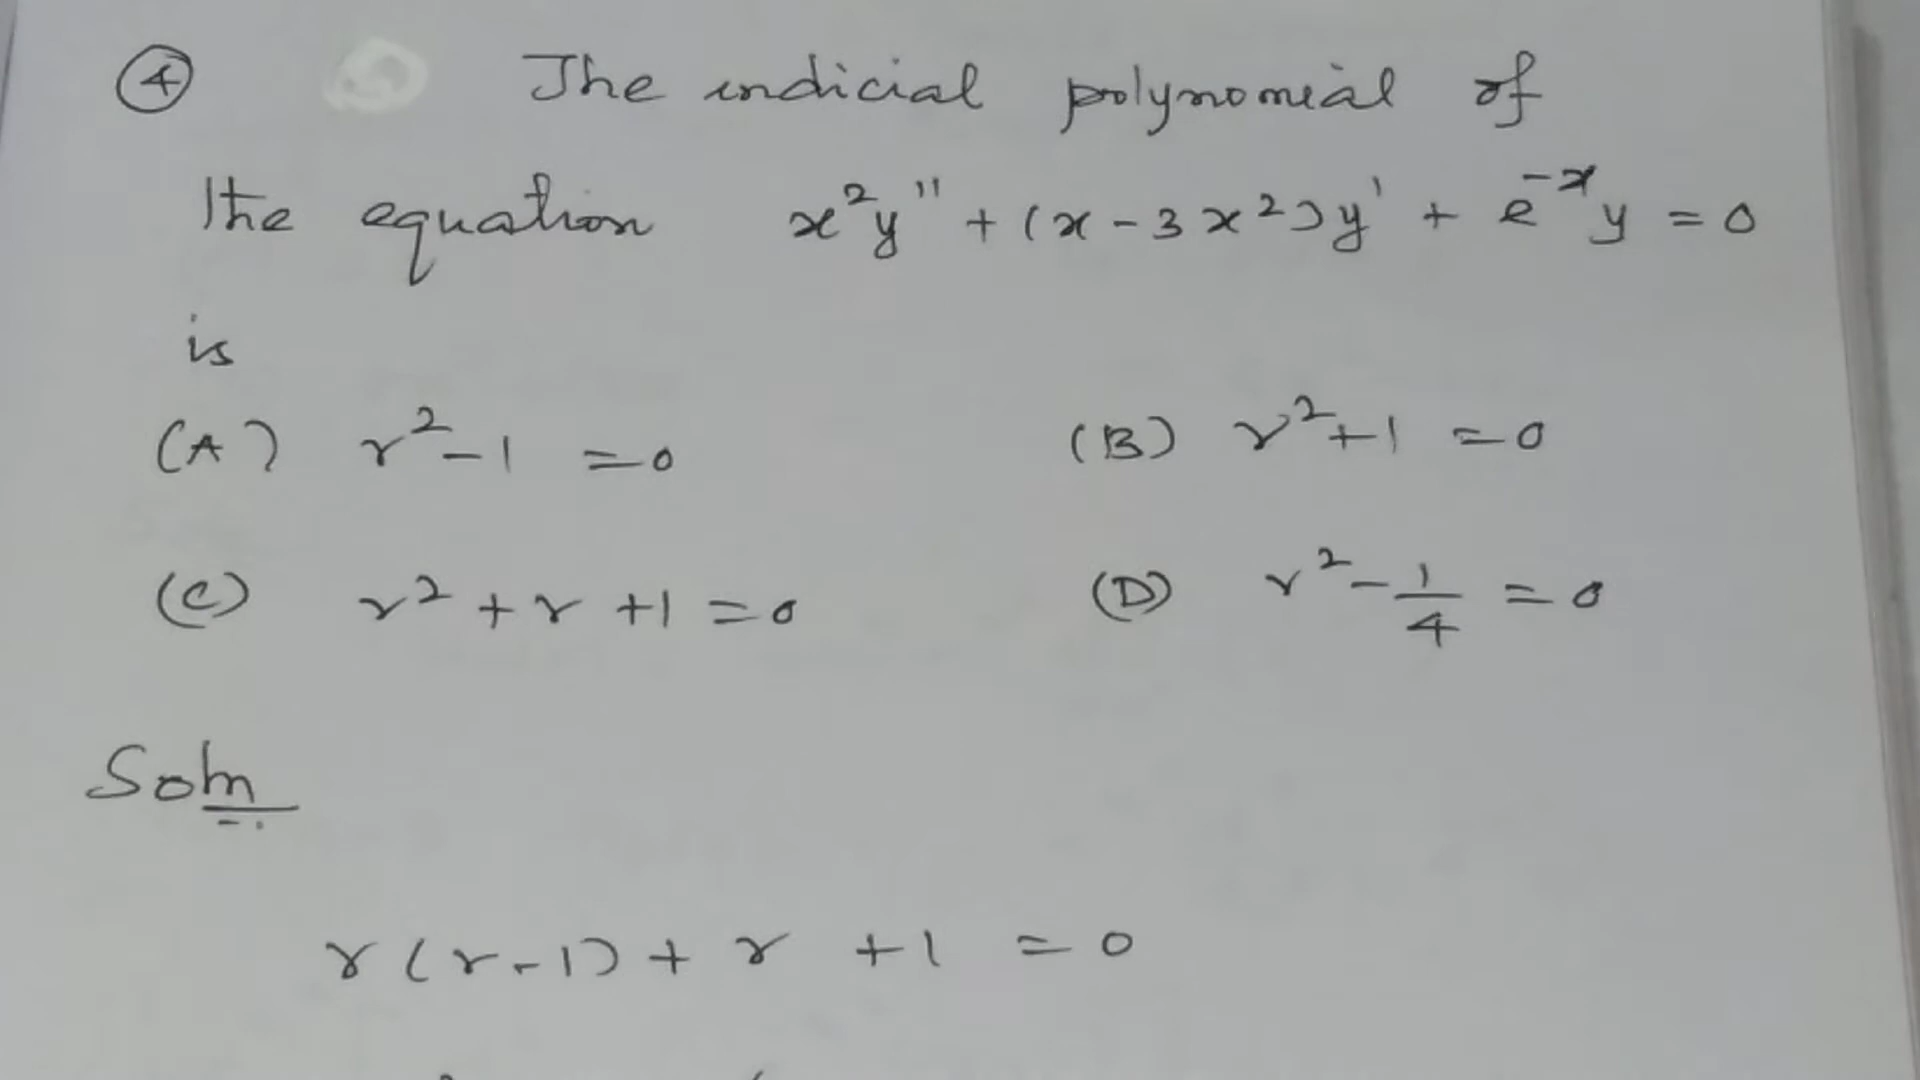 ④ The indicial polynomial of
the equation x²y'' + (x - 3x²)y' + e⁻ˣy = 0
is
(A) r² - 1 = 0 (B) r² + 1 = 0
(C) r² + r + 1 = 0 (D) r² - 1/4 = 0
Soln
r(r-1) + r + 1 = 0